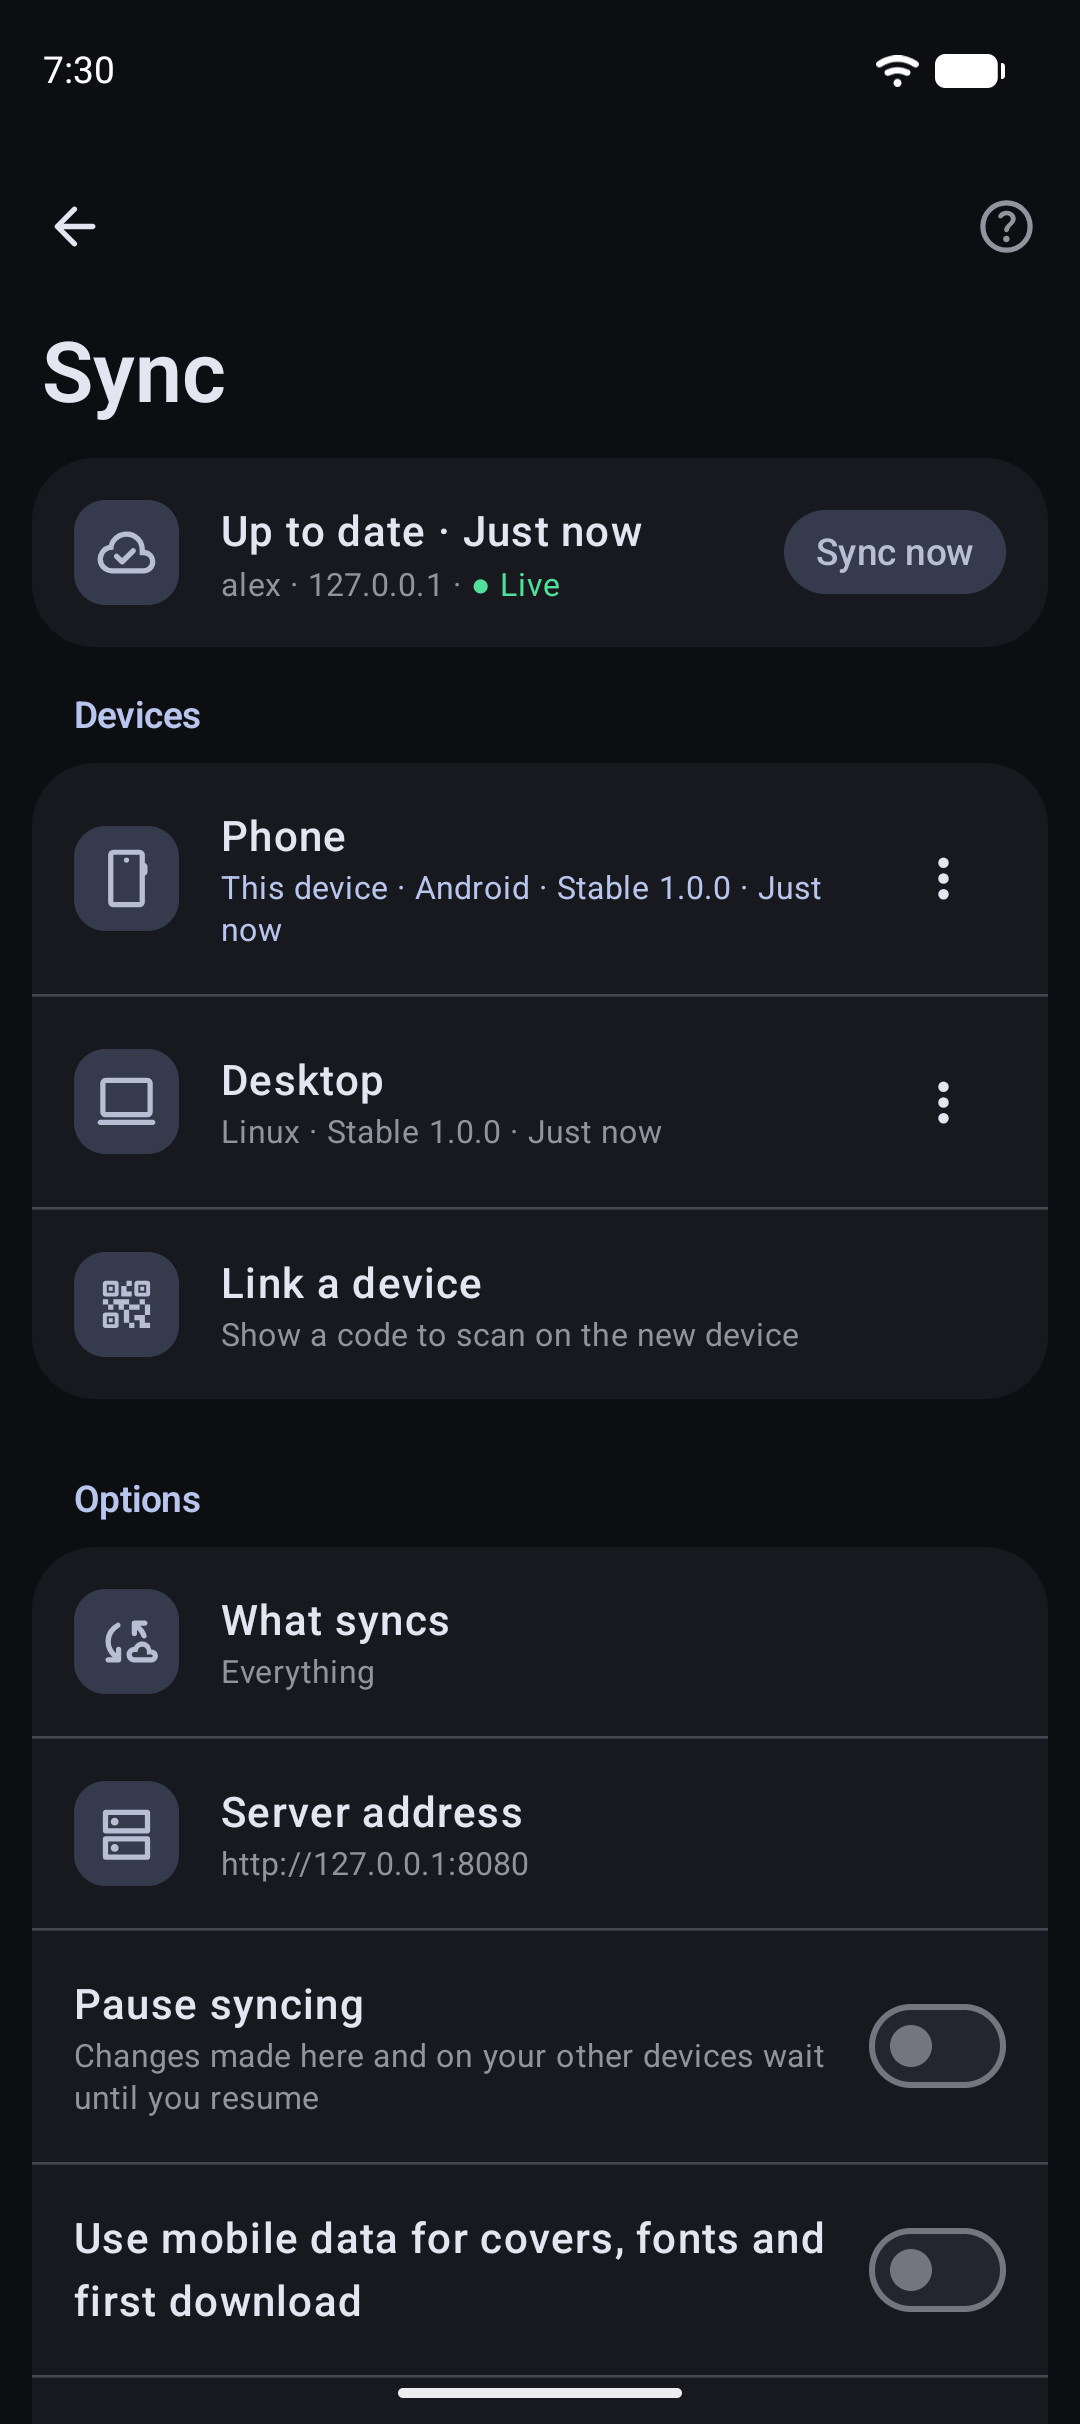 7:30
Sync
Up to date · Just now
Sync now
alex · 127.0.0.1 · ● Live
Devices
Phone
This device · Android · Stable 1.0.0 · Just
now
Desktop
Linux · Stable 1.0.0 · Just now
Link a device
Show a code to scan on the new device
Options
What syncs
Everything
Server address
http://127.0.0.1:8080
Pause syncing
Changes made here and on your other devices wait
until you resume
Use mobile data for covers, fonts and
first download